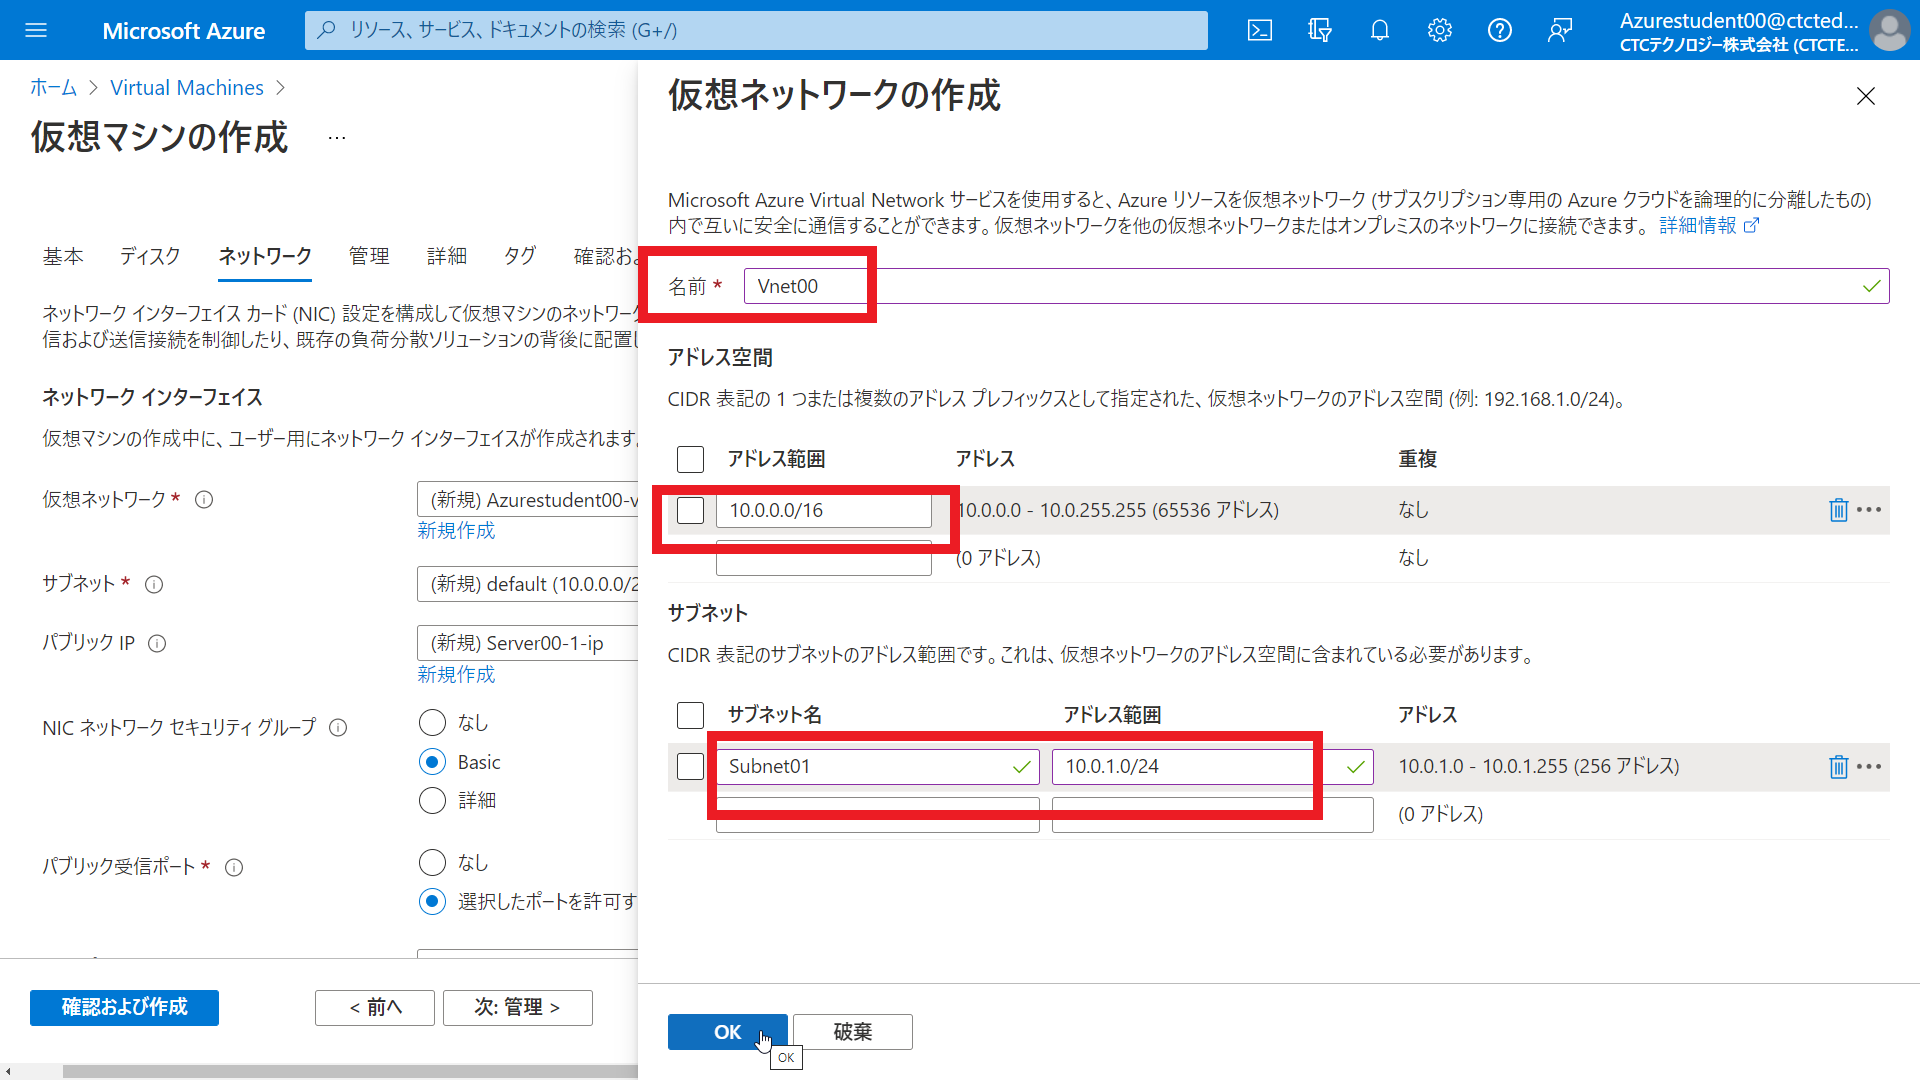 Microsoft Azure
リソース、サービス、ドキュメントの検索 (G+/)
Azurestudent00@ctcted...
CTCテクノロジー株式会社 (CTCTE...
ホーム > Virtual Machines >
仮想マシンの作成 ...
基本 ディスク ネットワーク 管理 詳細 タグ 確認およ
ネットワーク インターフェイス カード (NIC) 設定を構成して仮想マシンのネットワーク
信および送信接続を制御したり、既存の負荷分散ソリューションの背後に配置し
ネットワーク インターフェイス
仮想マシンの作成中に、ユーザー用にネットワーク インターフェイスが作成されます。
仮想ネットワーク *
(新規) Azurestudent00-v
新規作成
サブネット *
(新規) default (10.0.0.0/2
パブリック IP
(新規) Server00-1-ip
新規作成
NIC ネットワーク セキュリティ グループ
なし
Basic
詳細
パブリック受信ポート *
なし
選択したポートを許可す
確認および作成
< 前へ
次: 管理 >
仮想ネットワークの作成
Microsoft Azure Virtual Network サービスを使用すると、Azure リソースを仮想ネットワーク (サブスクリプション専用の Azure クラウドを論理的に分離したもの)
内で互いに安全に通信することができます。仮想ネットワークを他の仮想ネットワークまたはオンプレミスのネットワークに接続できます。 詳細情報
名前 * Vnet00
アドレス空間
CIDR 表記の 1 つまたは複数のアドレス プレフィックスとして指定された、仮想ネットワークのアドレス空間 (例: 192.168.1.0/24)。
アドレス範囲 アドレス 重複
10.0.0.0/16 10.0.0.0 - 10.0.255.255 (65536 アドレス) なし
(0 アドレス) なし
サブネット
CIDR 表記のサブネットのアドレス範囲です。これは、仮想ネットワークのアドレス空間に含まれている必要があります。
サブネット名 アドレス範囲 アドレス
Subnet01 10.0.1.0/24 10.0.1.0 - 10.0.1.255 (256 アドレス)
(0 アドレス)
OK
破棄
OK